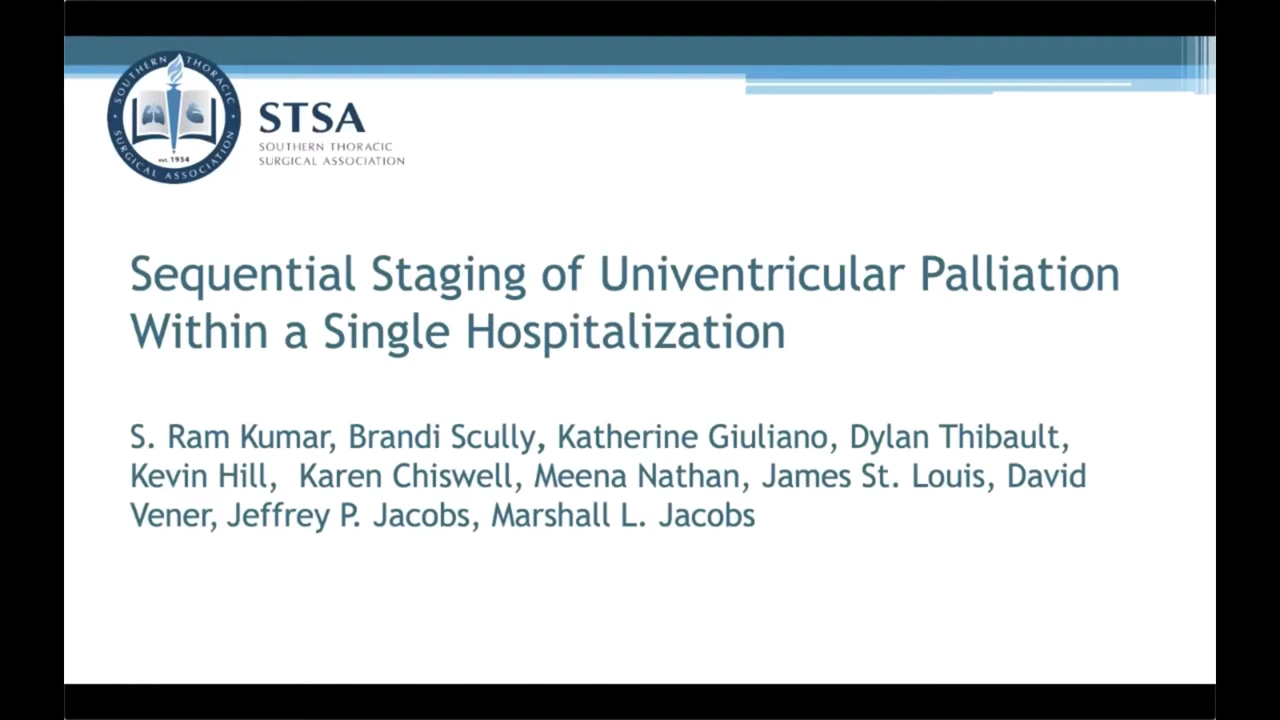 SOUTHERN THORACIC
SURGICAL ASSOCIATION
est. 1954
STSA
SOUTHERN THORACIC
SURGICAL ASSOCIATION
Sequential Staging of Univentricular Palliation
Within a Single Hospitalization
S. Ram Kumar, Brandi Scully, Katherine Giuliano, Dylan Thibault,
Kevin Hill, Karen Chiswell, Meena Nathan, James St. Louis, David
Vener, Jeffrey P. Jacobs, Marshall L. Jacobs